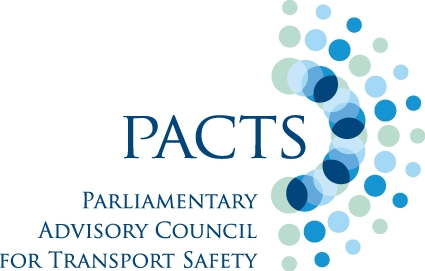 PACTS
Parliamentary
Advisory Council
for Transport Safety